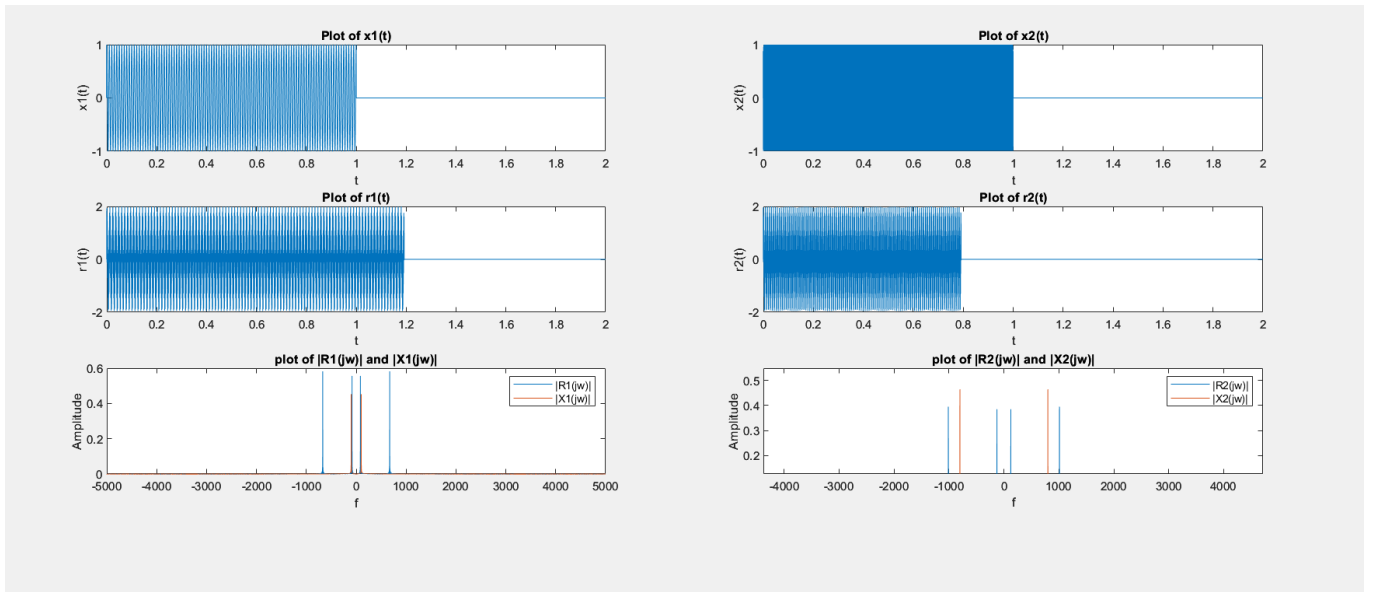 Plot of x1(t)
1
0
-1
x1(t)
0 0.2 0.4 0.6 0.8 1 1.2 1.4 1.6 1.8 2
t
Plot of x2(t)
1
0
-1
x2(t)
0 0.2 0.4 0.6 0.8 1 1.2 1.4 1.6 1.8 2
t
Plot of r1(t)
2
0
-2
r1(t)
0 0.2 0.4 0.6 0.8 1 1.2 1.4 1.6 1.8 2
t
Plot of r2(t)
2
0
-2
r2(t)
0 0.2 0.4 0.6 0.8 1 1.2 1.4 1.6 1.8 2
t
plot of |R1(jw)| and |X1(jw)|
0.6
0.4
0.2
0
Amplitude
|R1(jw)|
|X1(jw)|
-5000 -4000 -3000 -2000 -1000 0 1000 2000 3000 4000 5000
f
plot of |R2(jw)| and |X2(jw)|
0.5
0.4
0.3
0.2
Amplitude
|R2(jw)|
|X2(jw)|
-4000 -3000 -2000 -1000 0 1000 2000 3000 4000
f